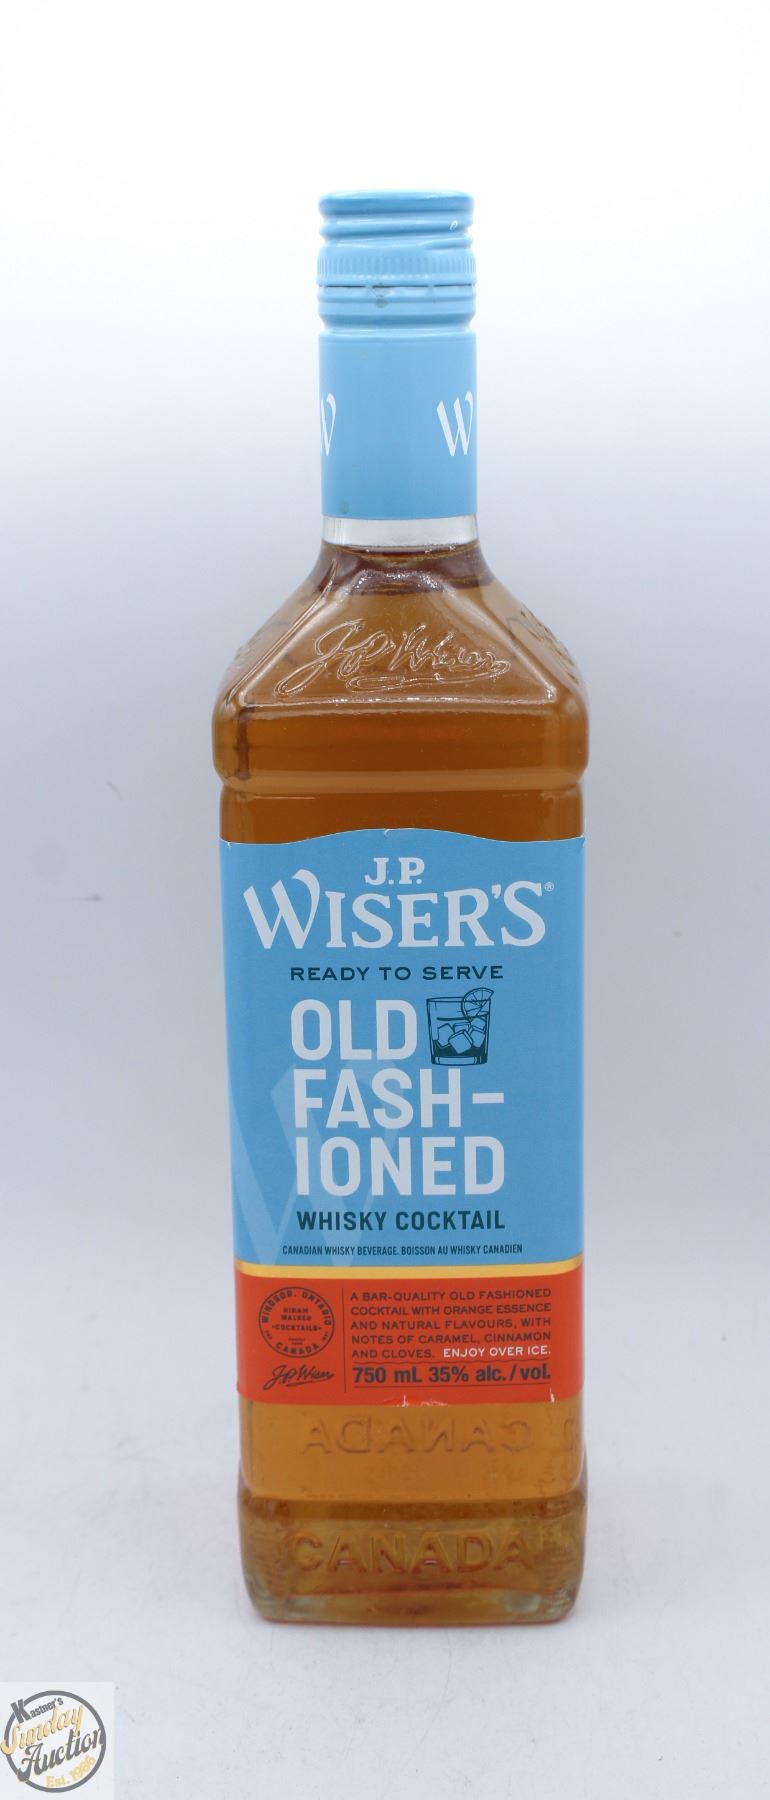 W W
J.P. Wiser
J.P.
WISER'S®
READY TO SERVE
OLD
FASH-
IONED
WHISKY COCKTAIL
CANADIAN WHISKY BEVERAGE. BOISSON AU WHISKY CANADIEN
WINDSOR, ONTARIO
HIRAM
WALKER
COCKTAILS
CANADA
J.P. Wiser
A BAR-QUALITY OLD FASHIONED
COCKTAIL WITH ORANGE ESSENCE
AND NATURAL FLAVOURS, WITH
NOTES OF CARAMEL, CINNAMON
AND CLOVES. ENJOY OVER ICE.
750 mL 35% alc./vol.
CANADA
CANADA
Kastner's
Sunday
Auction
Est. 1986